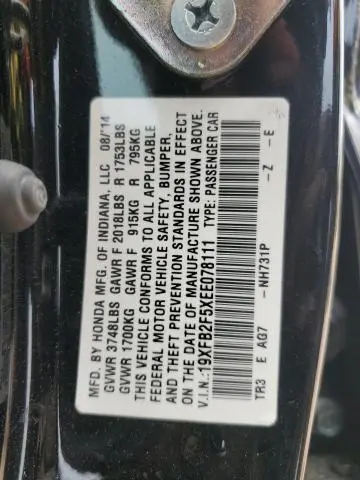 MFD. BY HONDA MFG. OF INDIANA, LLC 08/'14
GVWR 3748LBS GAWR F 2018LBS R 1753LBS
GVWR 1700KG GAWR F 915KG R 795KG
THIS VEHICLE CONFORMS TO ALL APPLICABLE
FEDERAL MOTOR VEHICLE SAFETY, BUMPER,
AND THEFT PREVENTION STANDARDS IN EFFECT
ON THE DATE OF MANUFACTURE SHOWN ABOVE.
V.I.N.:19XFB2F5XEE078111 TYPE: PASSENGER CAR
TR3 E AG7 -NH731P -Z -E